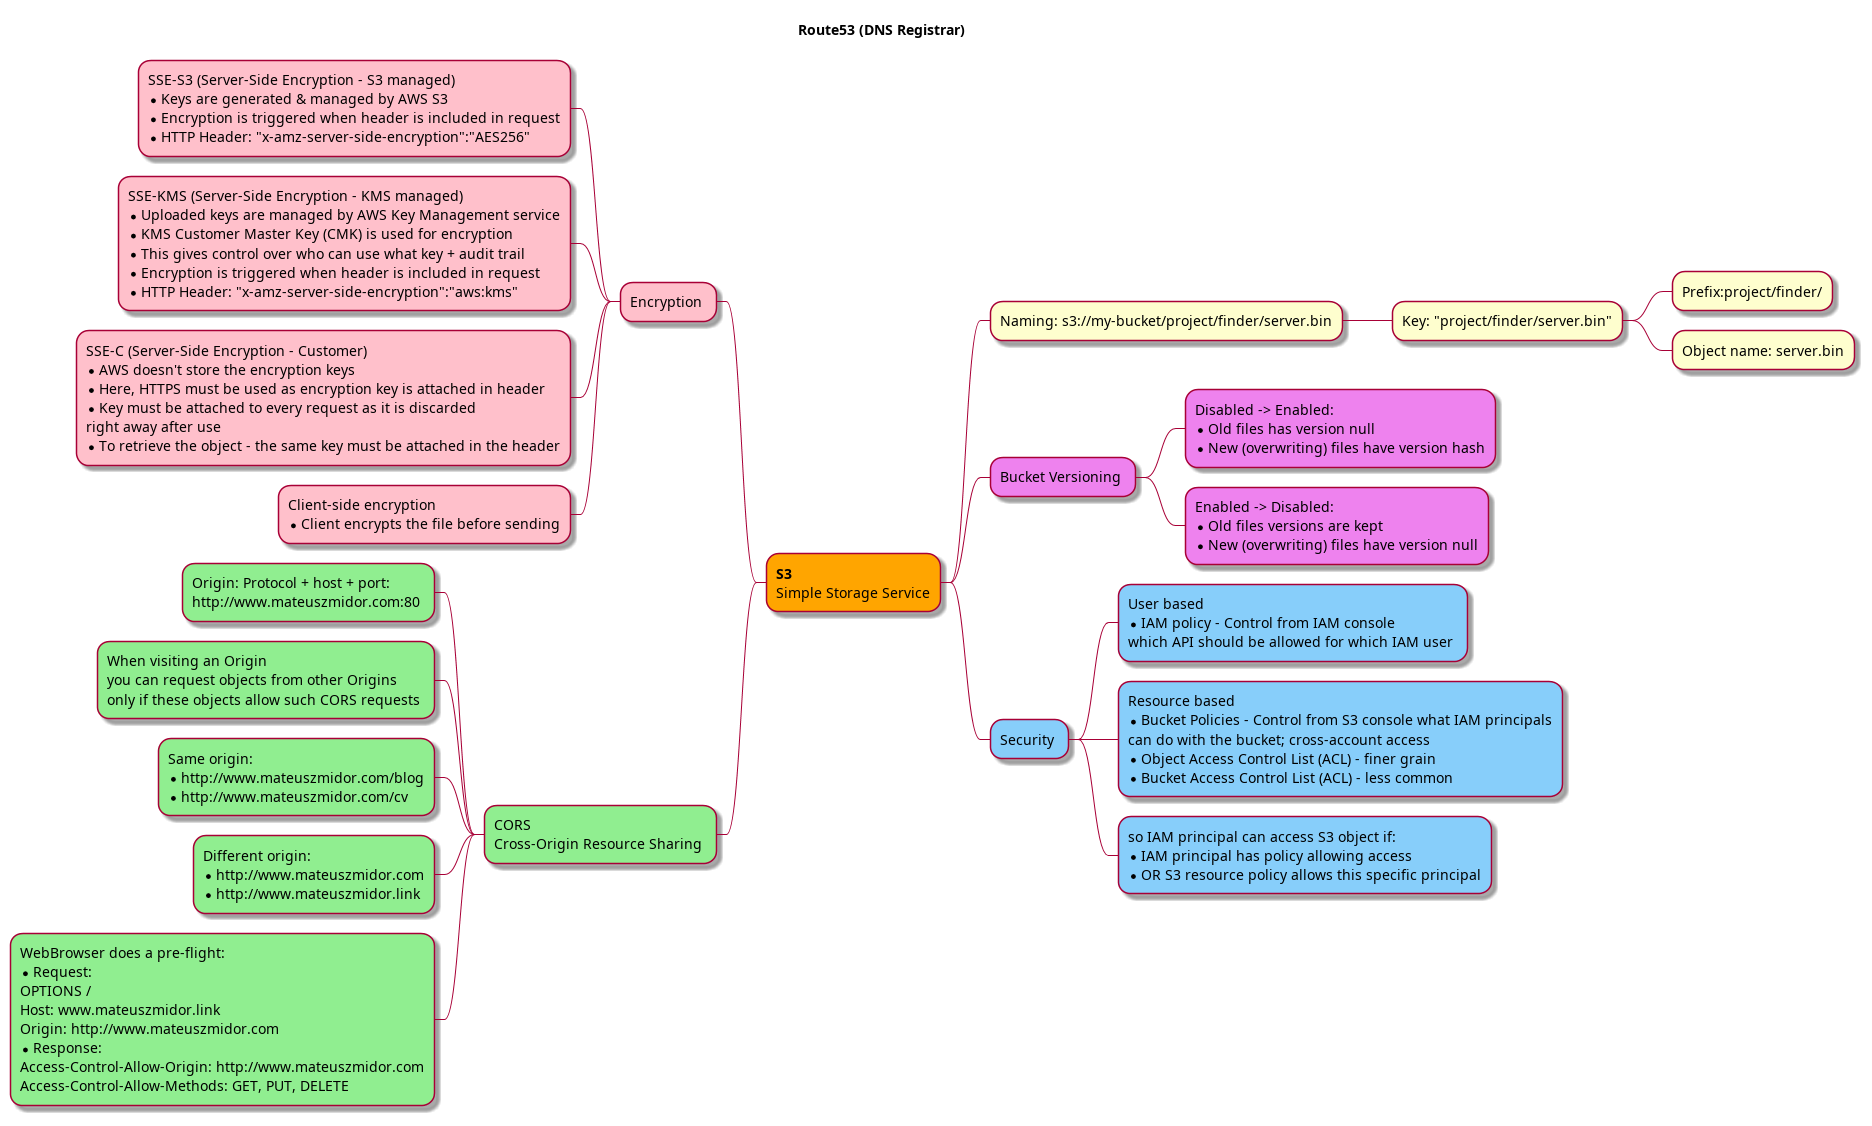 Route53 (DNS Registrar)
SSE-S3 (Server-Side Encryption - S3 managed)
• Keys are generated & managed by AWS S3
• Encryption is triggered when header is included in request
• HTTP Header: "x-amz-server-side-encryption":"AES256"
SSE-KMS (Server-Side Encryption - KMS managed)
• Uploaded keys are managed by AWS Key Management service
• KMS Customer Master Key (CMK) is used for encryption
• This gives control over who can use what key + audit trail
• Encryption is triggered when header is included in request
• HTTP Header: "x-amz-server-side-encryption":"aws:kms"
SSE-C (Server-Side Encryption - Customer)
• AWS doesn't store the encryption keys
• Here, HTTPS must be used as encryption key is attached in header
• Key must be attached to every request as it is discarded
right away after use
• To retrieve the object - the same key must be attached in the header
Client-side encryption
• Client encrypts the file before sending
Encryption
Origin: Protocol + host + port:
http://www.mateuszmidor.com:80
When visiting an Origin
you can request objects from other Origins
only if these objects allow such CORS requests
Same origin:
• http://www.mateuszmidor.com/blog
• http://www.mateuszmidor.com/cv
Different origin:
• http://www.mateuszmidor.com
• http://www.mateuszmidor.link
WebBrowser does a pre-flight:
• Request:
OPTIONS /
Host: www.mateuszmidor.link
Origin: http://www.mateuszmidor.com
• Response:
Access-Control-Allow-Origin: http://www.mateuszmidor.com
Access-Control-Allow-Methods: GET, PUT, DELETE
CORS
Cross-Origin Resource Sharing
S3
Simple Storage Service
Naming: s3://my-bucket/project/finder/server.bin
Key: "project/finder/server.bin"
Prefix:project/finder/
Object name: server.bin
Bucket Versioning
Disabled -> Enabled:
• Old files has version null
• New (overwriting) files have version hash
Enabled -> Disabled:
• Old files versions are kept
• New (overwriting) files have version null
Security
User based
• IAM policy - Control from IAM console
which API should be allowed for which IAM user
Resource based
• Bucket Policies - Control from S3 console what IAM principals
can do with the bucket; cross-account access
• Object Access Control List (ACL) - finer grain
• Bucket Access Control List (ACL) - less common
so IAM principal can access S3 object if:
• IAM principal has policy allowing access
• OR S3 resource policy allows this specific principal